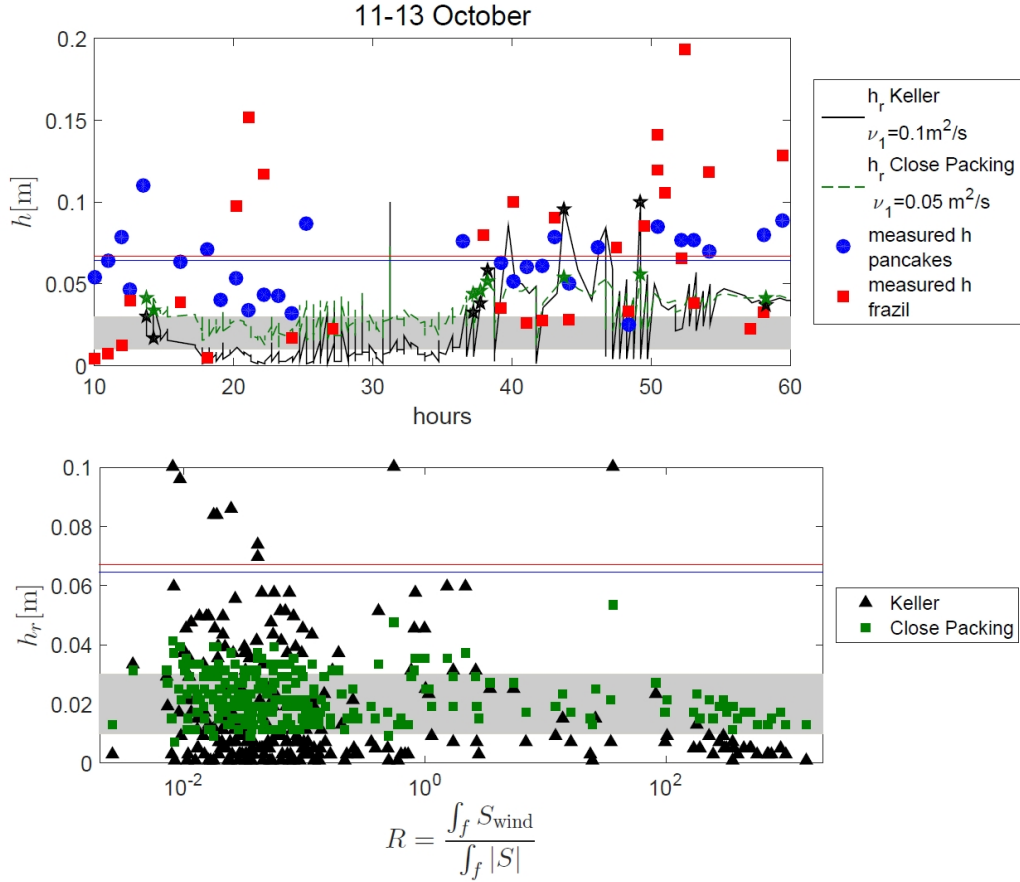 11-13 October
0.2
0.15
0.1
0.05
0
h[m]
10 20 30 40 50 60
hours
h_r Keller
ν_1=0.1m^2/s
h_r Close Packing
ν_1=0.05 m^2/s
measured h
pancakes
measured h
frazil
0.1
0.08
0.06
0.04
0.02
0
h_r[m]
10^-2 10^0 10^2
R = ∫_f S_wind / ∫_f |S|
Keller
Close Packing